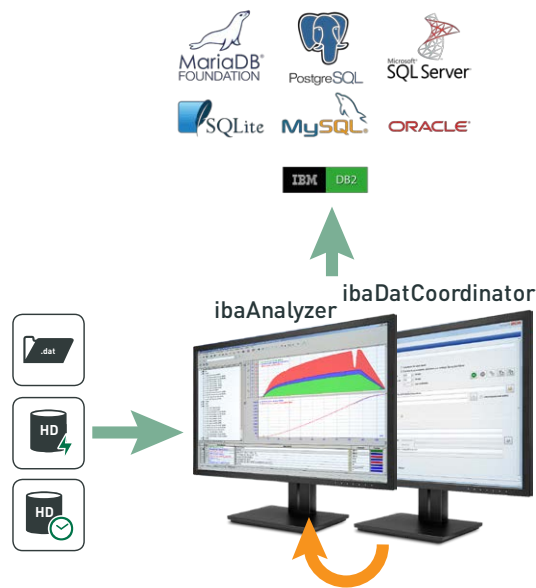 MariaDB®
FOUNDATION
PostgreSQL
Microsoft®
SQL Server®
SQLite
MySQL®
ORACLE®
IBM DB2
ibaAnalyzer
ibaDatCoordinator
.dat
HD
HD